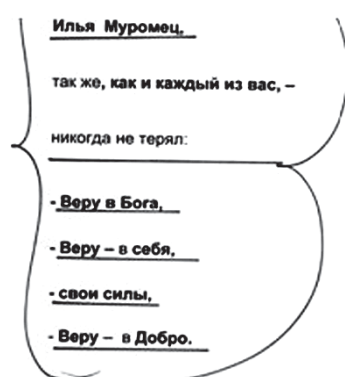 Илья Муромец,
так же, как и каждый из вас, –
никогда не терял:
- Веру в Бога,
- Веру – в себя,
- свои силы,
- Веру – в Добро.